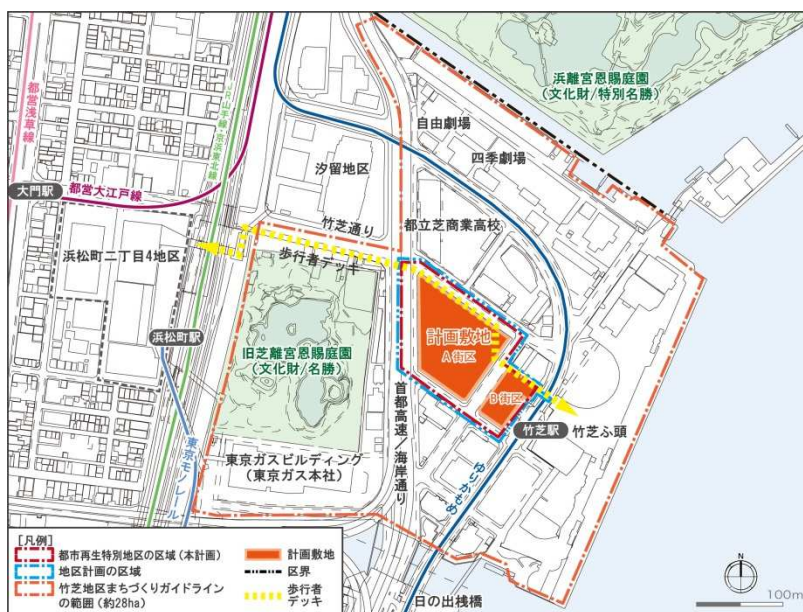 浜離宮恩賜庭園
(文化財/特別名勝)
都営浅草線
JR山手線・京浜東北線
自由劇場
四季劇場
汐留地区
大門駅
都営大江戸線
竹芝通り
都立芝商業高校
浜松町二丁目4地区
歩行者デッキ
計画敷地
A街区
浜松町駅
旧芝離宮恩賜庭園
(文化財/名勝)
B街区
首都高速/海岸通り
竹芝駅
竹芝ふ頭
東京モノレール
東京ガスビルディング
(東京ガス本社)
ゆりかもめ
日の出桟橋
[凡例]
都市再生特別地区の区域(本計画)
地区計画の区域
竹芝地区まちづくりガイドライン
の範囲(約28ha)
計画敷地
区界
歩行者
デッキ
N
100m